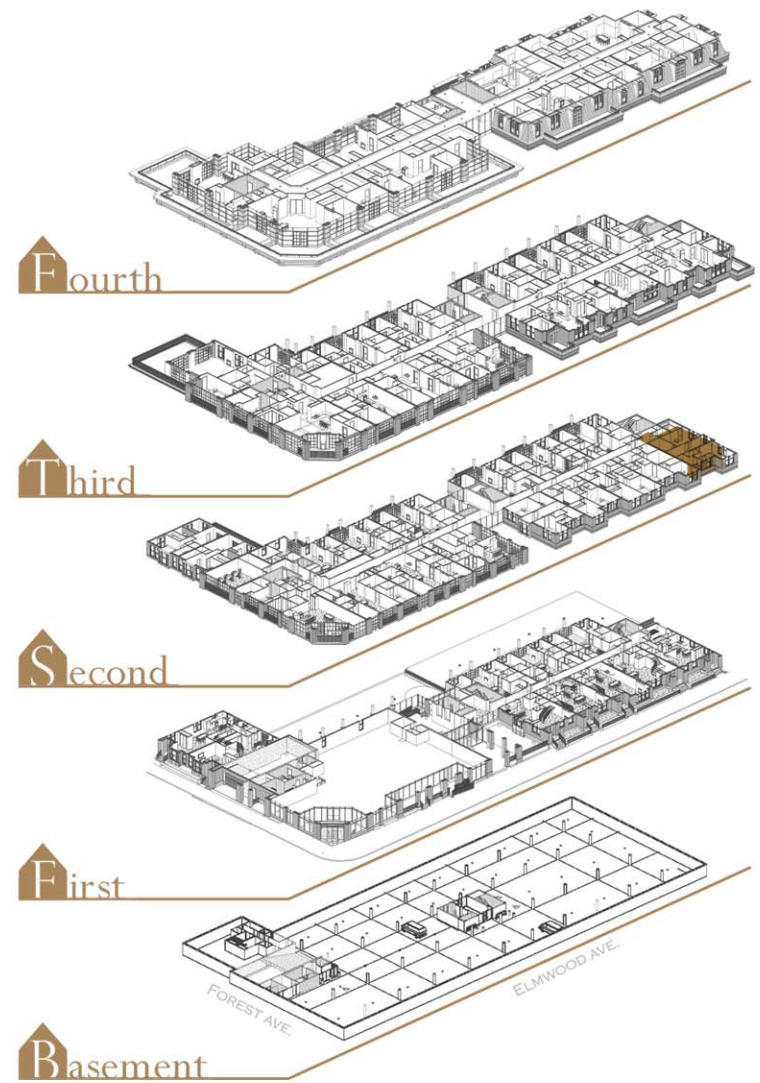 Fourth
Third
Second
First
FOREST AVE.
ELMWOOD AVE.
Basement